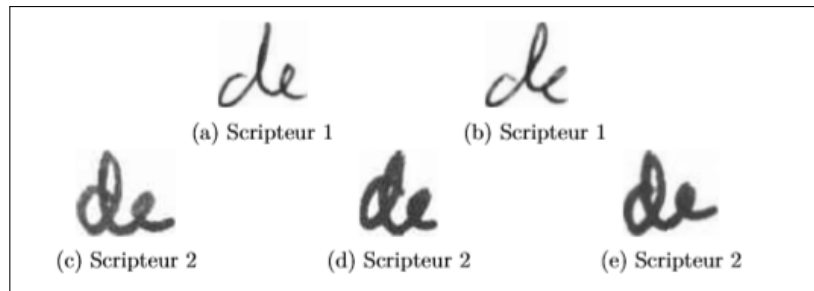 de de
(a) Scripteur 1 (b) Scripteur 1
de de de
(c) Scripteur 2 (d) Scripteur 2 (e) Scripteur 2